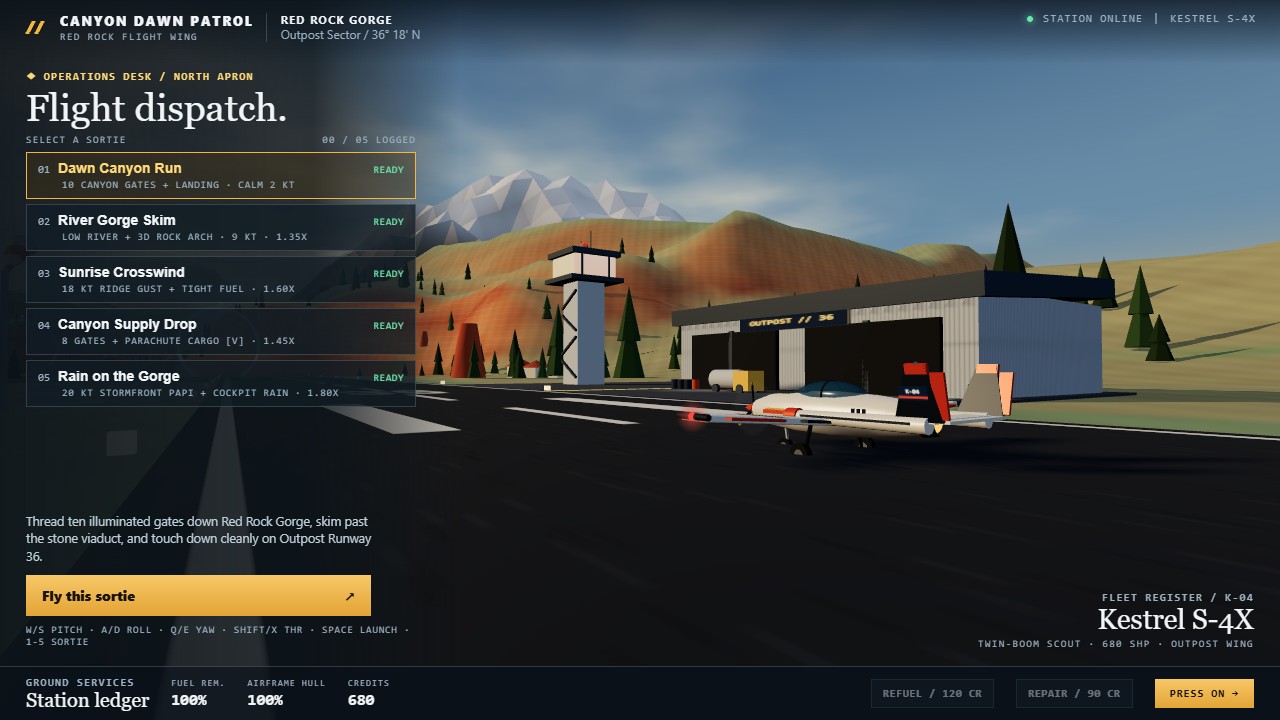 CANYON DAWN PATROL
RED ROCK FLIGHT WING
RED ROCK GORGE
Outpost Sector / 36° 18' N
STATION ONLINE | KESTREL S-4X
OPERATIONS DESK / NORTH APRON
Flight dispatch.
SELECT A SORTIE
00 / 05 LOGGED
01 Dawn Canyon Run READY
10 CANYON GATES + LANDING · CALM 2 KT
02 River Gorge Skim READY
LOW RIVER + 3D ROCK ARCH · 9 KT · 1.35X
03 Sunrise Crosswind READY
18 KT RIDGE GUST + TIGHT FUEL · 1.60X
04 Canyon Supply Drop READY
8 GATES + PARACHUTE CARGO [V] · 1.45X
05 Rain on the Gorge READY
20 KT STORMFRONT PAPI + COCKPIT RAIN · 1.80X
OUTPOST // 36
K-04
Thread ten illuminated gates down Red Rock Gorge, skim past
the stone viaduct, and touch down cleanly on Outpost Runway
36.
Fly this sortie ↗
W/S PITCH · A/D ROLL · Q/E YAW · SHIFT/X THR · SPACE LAUNCH ·
1-5 SORTIE
FLEET REGISTER / K-04
Kestrel S-4X
TWIN-BOOM SCOUT · 680 SHP · OUTPOST WING
GROUND SERVICES
Station ledger
FUEL REM.
100%
AIRFRAME HULL
100%
CREDITS
680
REFUEL / 120 CR
REPAIR / 90 CR
PRESS ON →